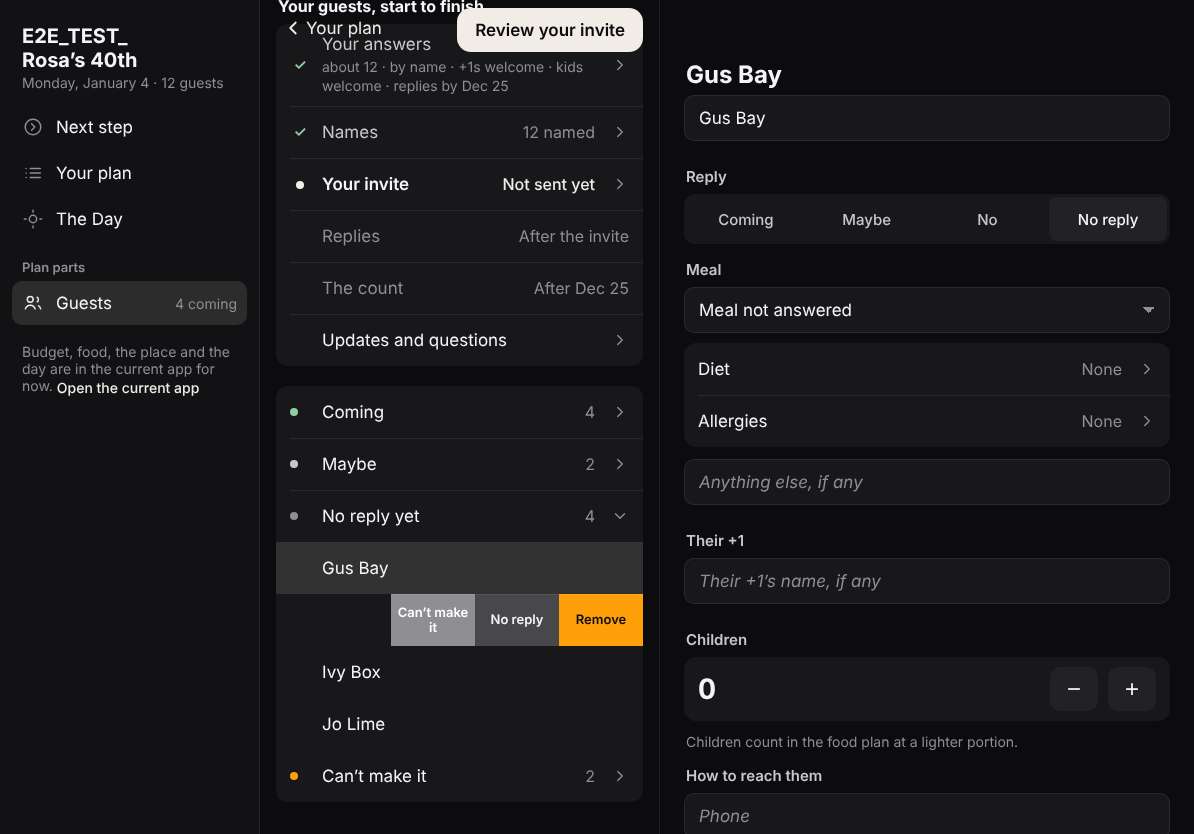 E2E_TEST_
Rosa’s 40th
Monday, January 4 · 12 guests
Next step
Your plan
The Day
Plan parts
Guests 4 coming
Budget, food, the place and the
day are in the current app for
now. Open the current app
Your guests, start to finish
Your plan
Review your invite
Your answers
about 12 · by name · +1s welcome · kids
welcome · replies by Dec 25
Names 12 named
Your invite Not sent yet
Replies After the invite
The count After Dec 25
Updates and questions
Coming 4
Maybe 2
No reply yet 4
Gus Bay
Can’t make
it
No reply
Remove
Ivy Box
Jo Lime
Can’t make it 2
Gus Bay
Gus Bay
Reply
Coming Maybe No No reply
Meal
Meal not answered
Diet None
Allergies None
Anything else, if any
Their +1
Their +1’s name, if any
Children
0 − +
Children count in the food plan at a lighter portion.
How to reach them
Phone